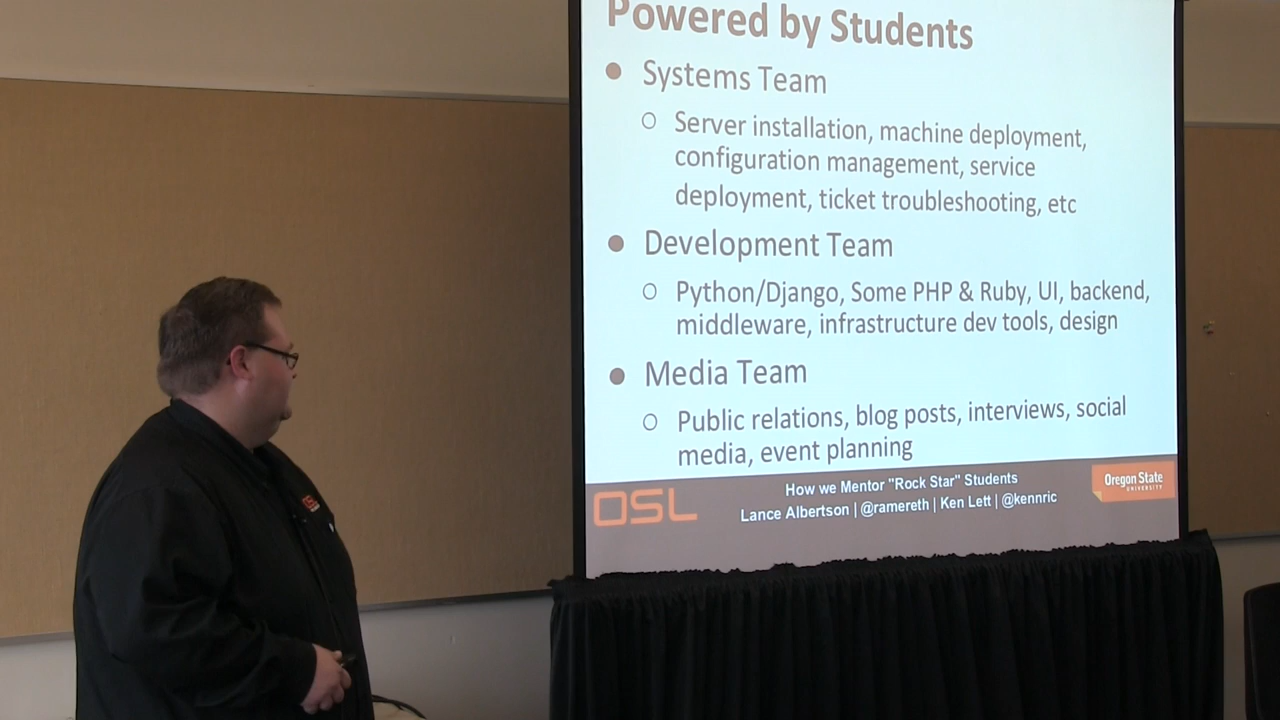 Powered by Students
Systems Team
Server installation, machine deployment,
configuration management, service
deployment, ticket troubleshooting, etc
Development Team
Python/Django, Some PHP & Ruby, UI, backend,
middleware, infrastructure dev tools, design
Media Team
Public relations, blog posts, interviews, social
media, event planning
OSL
How we Mentor "Rock Star" Students
Lance Albertson | @ramereth | Ken Lett | @kennric
Oregon State
UNIVERSITY
OSL